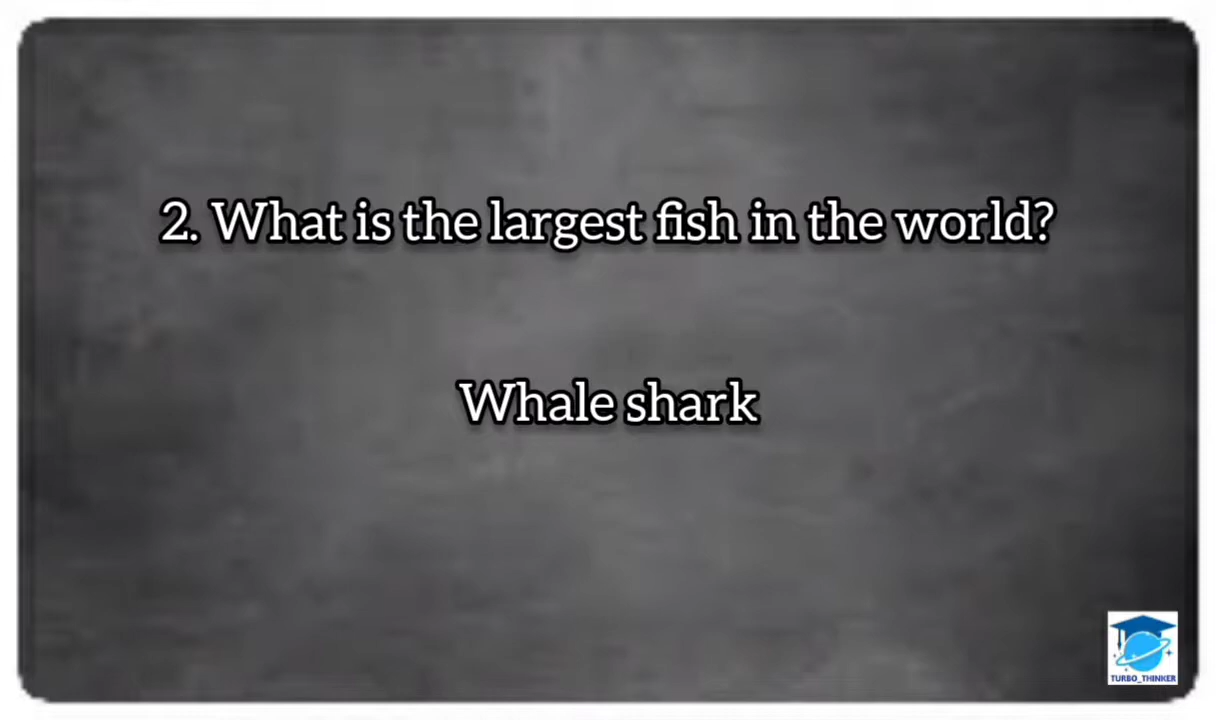 2. What is the largest fish in the world?
Whale shark
TURBO_THINKER